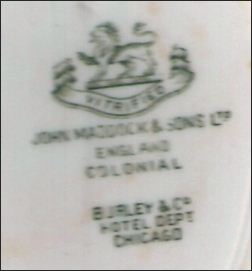 VITRIFIED
JOHN MADDOCK & SONS LTD
ENGLAND
COLONIAL
BURLEY & CO
HOTEL DEPT
CHICAGO